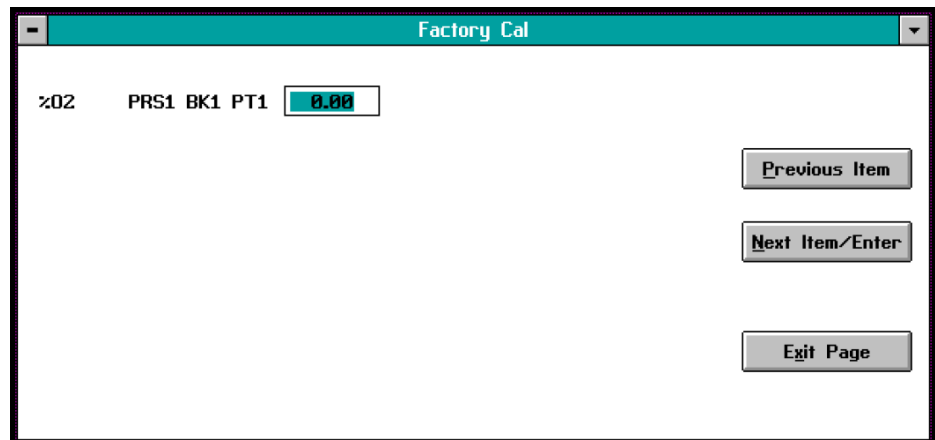 Factory Cal
%O2 PRS1 BK1 PT1 0.00
Previous Item
Next Item/Enter
Exit Page